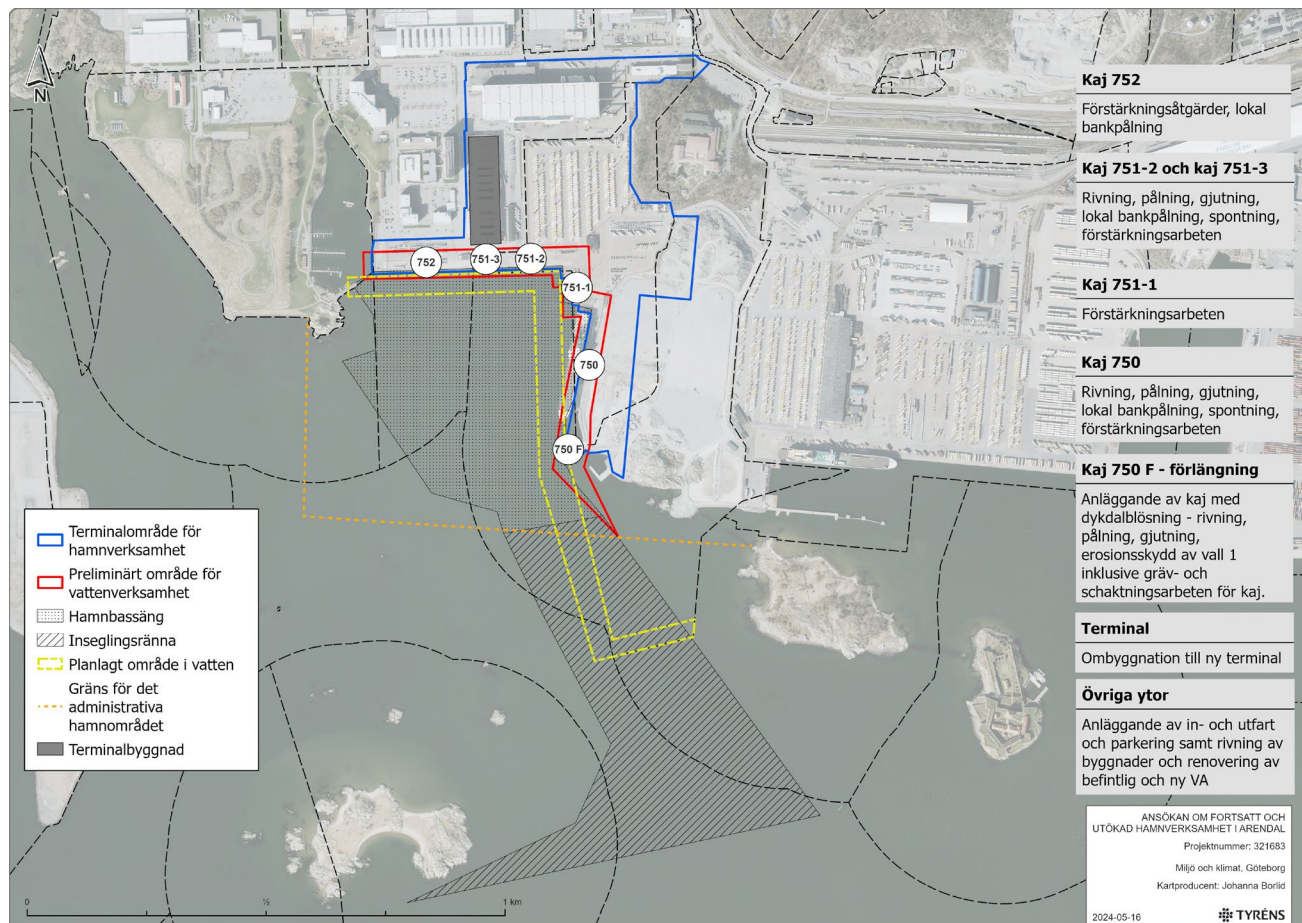 N
752
751-3
751-2
751-1
750
750 F
Terminalområde för
hamnverksamhet
Preliminärt område för
vattenverksamhet
Hamnbassäng
Inseglingsränna
Planlagt område i vatten
Gräns för det
administrativa
hamnområdet
Terminalbyggnad
0
½
1 km
Kaj 752
Förstärkningsåtgärder, lokal
bankpålning
Kaj 751-2 och kaj 751-3
Rivning, pålning, gjutning,
lokal bankpålning, spontning,
förstärkningsarbeten
Kaj 751-1
Förstärkningsarbeten
Kaj 750
Rivning, pålning, gjutning,
lokal bankpålning, spontning,
förstärkningsarbeten
Kaj 750 F - förlängning
Anläggande av kaj med
dykdalblösning - rivning,
pålning, gjutning,
erosionsskydd av vall 1
inklusive gräv- och
schaktningsarbeten för kaj.
Terminal
Ombyggnation till ny terminal
Övriga ytor
Anläggande av in- och utfart
och parkering samt rivning av
byggnader och renovering av
befintlig och ny VA
ANSÖKAN OM FORTSATT OCH
UTÖKAD HAMNVERKSAMHET I ARENDAL
Projektnummer: 321683
Miljö och klimat, Göteborg
Kartproducent: Johanna Borlid
2024-05-16
TYRÉNS